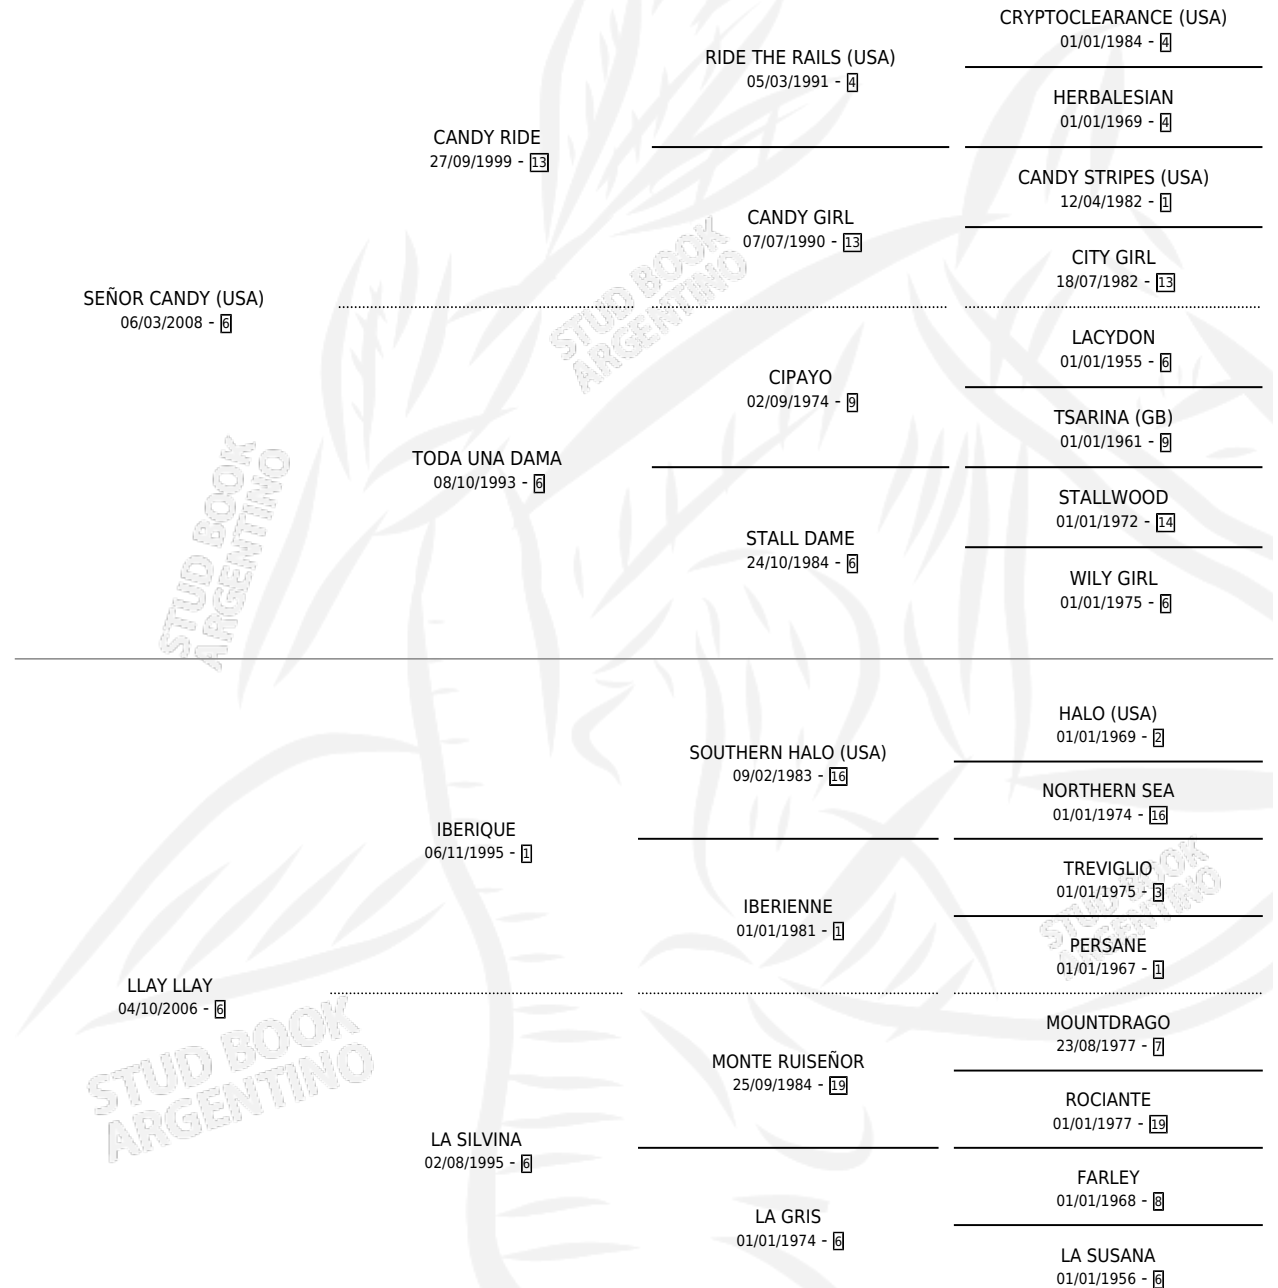 CRYPTOCLEARANCE (USA)
01/01/1984 - 4
RIDE THE RAILS (USA)
05/03/1991 - 4
HERBALESIAN
01/01/1969 - 4
CANDY RIDE
27/09/1999 - 13
CANDY STRIPES (USA)
12/04/1982 - 1
CANDY GIRL
07/07/1990 - 13
CITY GIRL
18/07/1982 - 13
SEÑOR CANDY (USA)
06/03/2008 - 6
LACYDON
01/01/1955 - 6
CIPAYO
02/09/1974 - 9
TSARINA (GB)
01/01/1961 - 9
TODA UNA DAMA
08/10/1993 - 6
STALLWOOD
01/01/1972 - 14
STALL DAME
24/10/1984 - 6
WILY GIRL
01/01/1975 - 6
HALO (USA)
01/01/1969 - 2
SOUTHERN HALO (USA)
09/02/1983 - 16
NORTHERN SEA
01/01/1974 - 16
IBERIQUE
06/11/1995 - 1
TREVIGLIO
01/01/1975 - 3
IBERIENNE
01/01/1981 - 1
PERSANE
01/01/1967 - 1
LLAY LLAY
04/10/2006 - 6
MOUNTDRAGO
23/08/1977 - 7
MONTE RUISEÑOR
25/09/1984 - 19
ROCIANTE
01/01/1977 - 19
LA SILVINA
02/08/1995 - 6
FARLEY
01/01/1968 - 8
LA GRIS
01/01/1974 - 6
LA SUSANA
01/01/1956 - 6
STUD BOOK
ARGENTINO
STUD BOOK
ARGENTINO
STUD BOOK
ARGENTINO
STUD BOOK
ARGENTINO